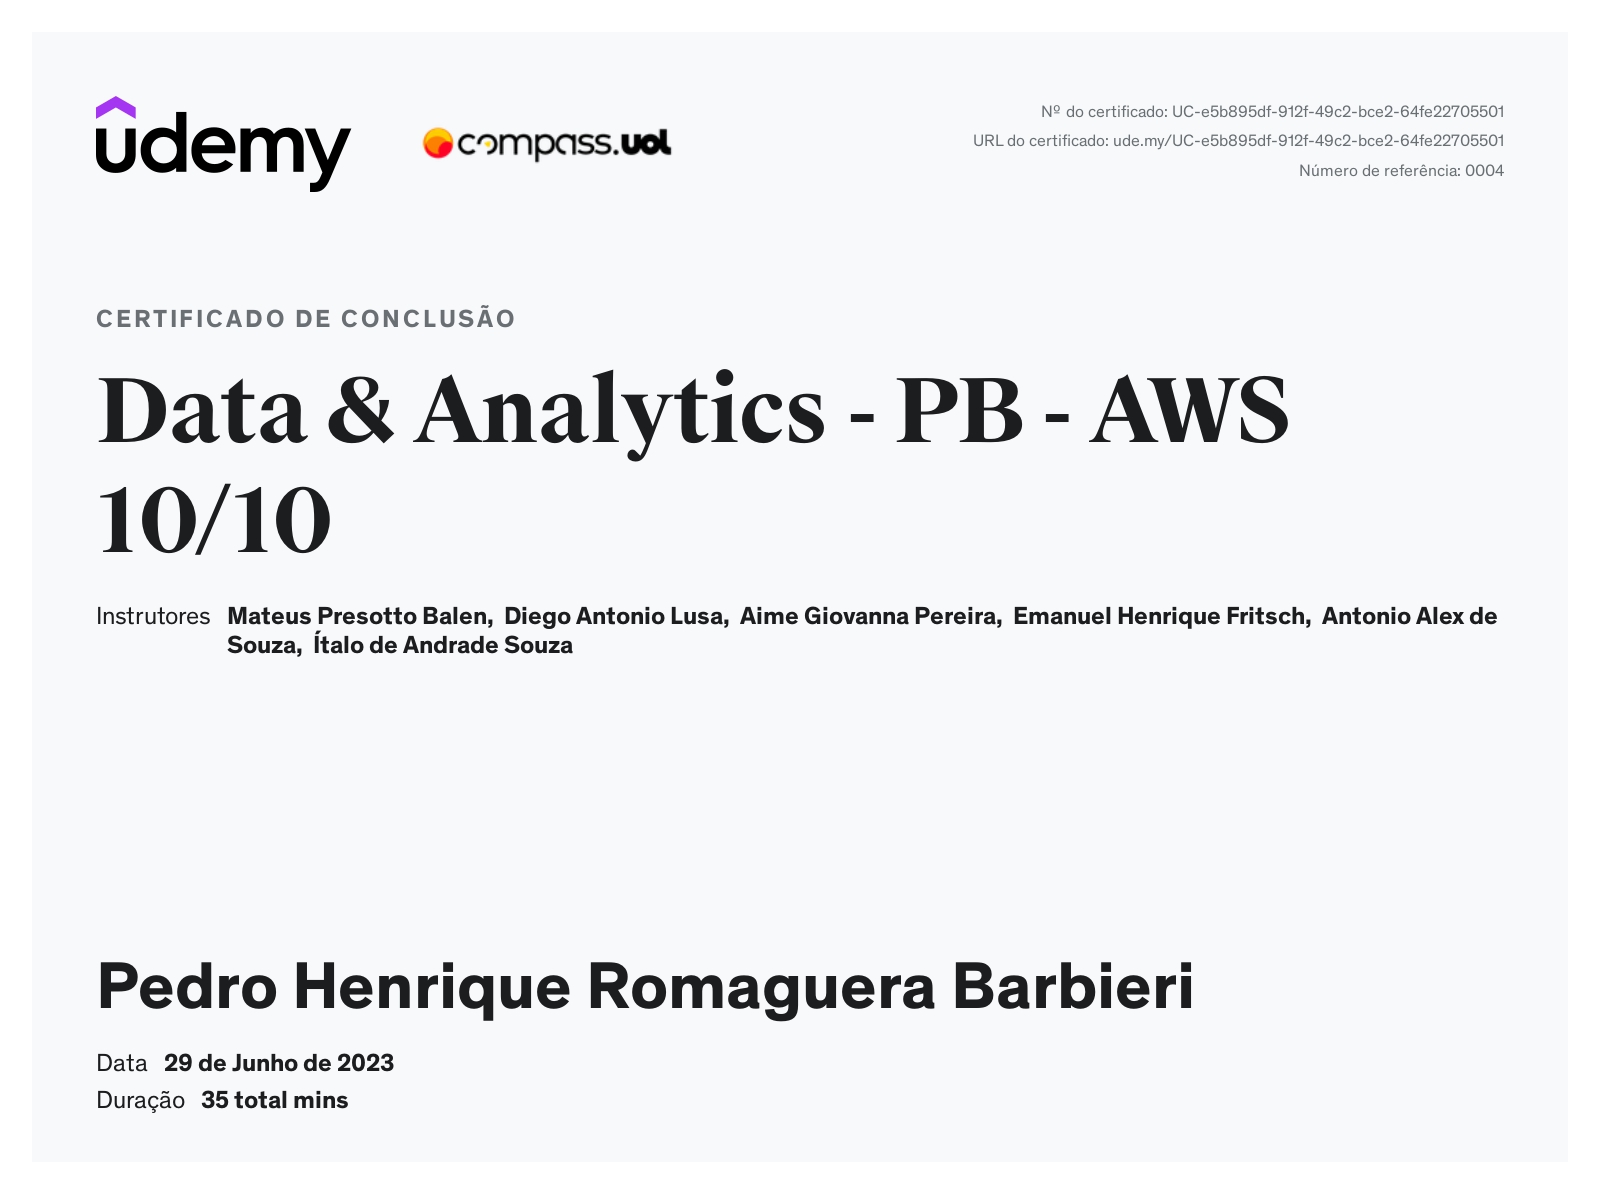 udemy
compass.uol
Nº do certificado: UC-e5b895df-912f-49c2-bce2-64fe22705501
URL do certificado: ude.my/UC-e5b895df-912f-49c2-bce2-64fe22705501
Número de referência: 0004
CERTIFICADO DE CONCLUSÃO
Data & Analytics - PB - AWS
10/10
Instrutores Mateus Presotto Balen, Diego Antonio Lusa, Aime Giovanna Pereira, Emanuel Henrique Fritsch, Antonio Alex de
Souza, Ítalo de Andrade Souza
Pedro Henrique Romaguera Barbieri
Data 29 de Junho de 2023
Duração 35 total mins